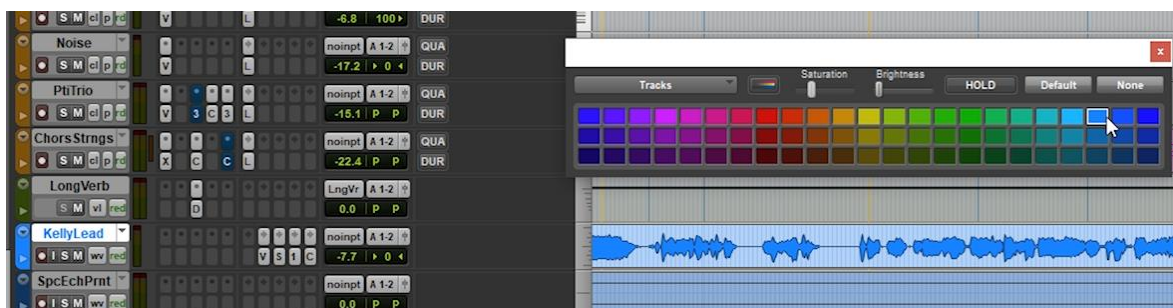 S M cl p rd V L -6.8 100 DUR
Noise noinpt A 1-2 QUA
S M cl p rd V L -17.2 0 DUR
x
PtiTrio noinpt A 1-2 QUA
Tracks Saturation Brightness HOLD Default None
S M cl p rd V 3 C 3 L -15.1 P P DUR
ChorsStrngs noinpt A 1-2 QUA
S M cl p rd X C C L -22.4 P P DUR
LongVerb LngVr A 1-2
S M vl red D 0.0 P P
KellyLead noinpt A 1-2
I S M wv red V S 1 C -7.7 0
SpcEchPrnt noinpt A 1-2
I S M wv red 0.0 P P